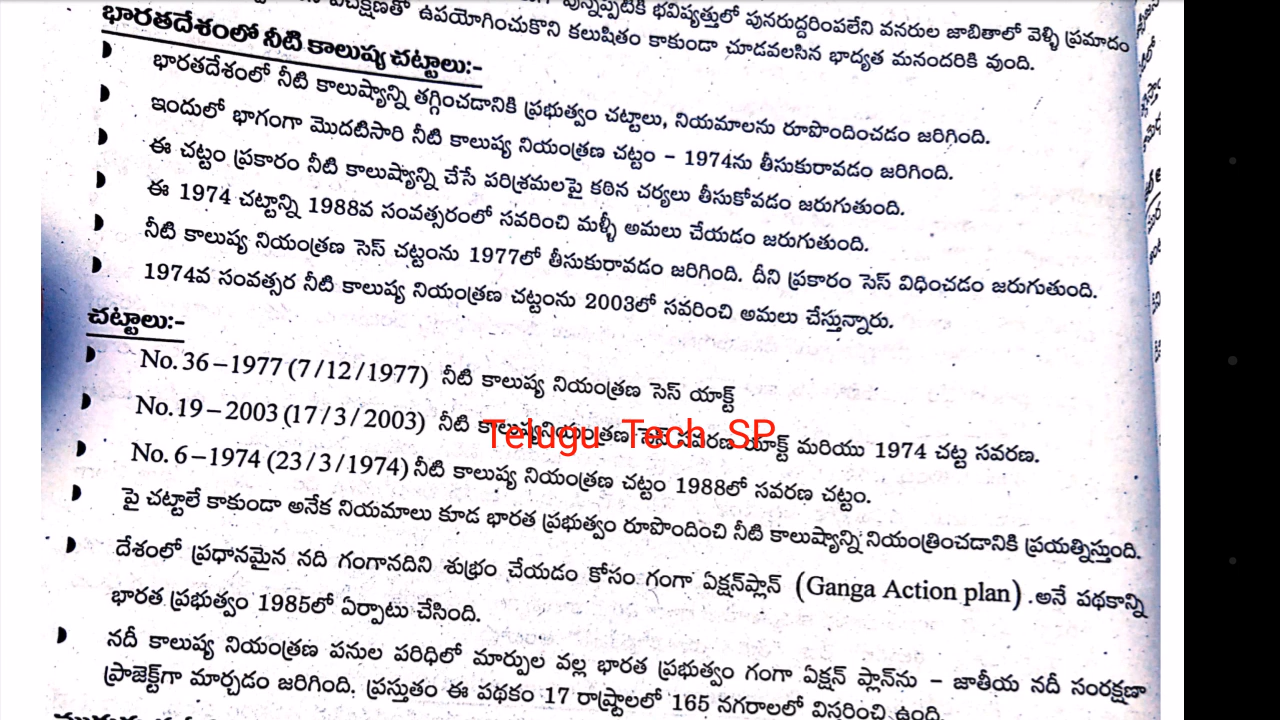 పున్నప్పటికి భవిష్యత్తులో పునరుద్దరింపలేని వనరుల జాబితాలో వెళ్ళి ప్రమాదం
ఉపయోగించుకొని కలుషితం కాకుండా చూడవలసిన భాద్యత మనందరికి వుంది.
భారతదేశంలో నీటి కాలుష్య చట్టాలు:-
భారతదేశంలో నీటి కాలుష్యాన్ని తగ్గించడానికి ప్రభుత్వం చట్టాలు, నియమాలను రూపొందించడం జరిగింది.
ఇందులో భాగంగా మొదటిసారి నీటి కాలుష్య నియంత్రణ చట్టం - 1974ను తీసుకురావడం జరిగింది.
ఈ చట్టం ప్రకారం నీటి కాలుష్యాన్ని చేసే పరిశ్రమలపై కఠిన చర్యలు తీసుకోవడం జరుగుతుంది.
ఈ 1974 చట్టాన్ని 1988వ సంవత్సరంలో సవరించి మళ్ళీ అమలు చేయడం జరుగుతుంది.
నీటి కాలుష్య నియంత్రణ సెస్ చట్టంను 1977లో తీసుకురావడం జరిగింది. దీని ప్రకారం సెస్ విధించడం జరుగుతుంది.
1974వ సంవత్సర నీటి కాలుష్య నియంత్రణ చట్టంను 2003లో సవరించి అమలు చేస్తున్నారు.
చట్టాలు:-
No. 36 – 1977 (7 / 12 / 1977) నీటి కాలుష్య నియంత్రణ సెస్ యాక్ట్
No. 19 – 2003 (17 / 3 / 2003) నీటి కాలుష్యనియంత్రణ సెస్ సవరణ యాక్ట్ మరియు 1974 చట్ట సవరణ.
Telugu Tech SP
No. 6 – 1974 (23 / 3 / 1974) నీటి కాలుష్య నియంత్రణ చట్టం 1988లో సవరణ చట్టం.
పై చట్టాలే కాకుండా అనేక నియమాలు కూడ భారత ప్రభుత్వం రూపొందించి నీటి కాలుష్యాన్ని నియంత్రించడానికి ప్రయత్నిస్తుంది.
దేశంలో ప్రధానమైన నది గంగానదిని శుభ్రం చేయడం కోసం గంగా ఏక్షన్‌ప్లాన్ (Ganga Action plan) .అనే పథకాన్ని
భారత ప్రభుత్వం 1985లో ఏర్పాటు చేసింది.
నదీ కాలుష్య నియంత్రణ పనుల పరిధిలో మార్పుల వల్ల భారత ప్రభుత్వం గంగా ఏక్షన్ ప్లాన్‌ను – జాతీయ నదీ సంరక్షణా
ప్రాజెక్ట్‌గా మార్చడం జరిగింది. ప్రస్తుతం ఈ పథకం 17 రాష్ట్రాలలో 165 నగరాలలో విస్తరించి ఉంది.